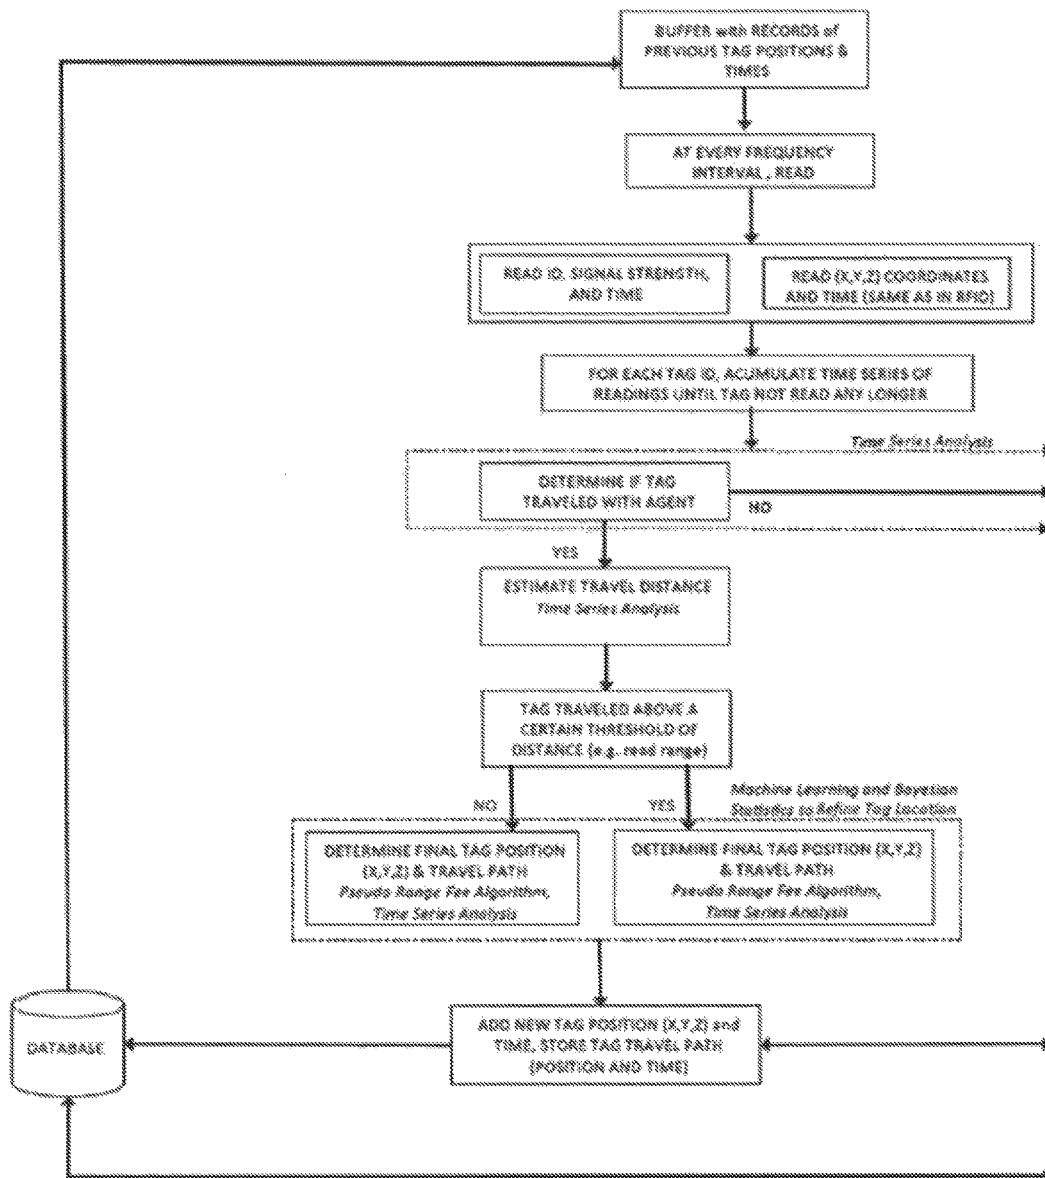 BUFFER with RECORDS of
PREVIOUS TAG POSITIONS &
TIMES
AT EVERY FREQUENCY
INTERVAL , READ
READ ID, SIGNAL STRENGTH,
AND TIME
READ (X,Y,Z) COORDINATES
AND TIME (SAME AS IN RFID)
FOR EACH TAG ID, ACUMULATE TIME SERIES OF
READINGS UNTIL TAG NOT READ ANY LONGER
Time Series Analysis
DETERMINE IF TAG
TRAVELED WITH AGENT
NO
YES
ESTIMATE TRAVEL DISTANCE
Time Series Analysis
TAG TRAVELED ABOVE A
CERTAIN THRESHOLD OF
DISTANCE (e.g. read range)
NO
YES
Machine Learning and Bayesian
Statistics to Refine Tag Location
DETERMINE FINAL TAG POSITION
(X,Y,Z) & TRAVEL PATH
Pseudo Range Fee Algorithm,
Time Series Analysis
DETERMINE FINAL TAG POSITION (X,Y,Z)
& TRAVEL PATH
Pseudo Range Fee Algorithm,
Time Series Analysis
DATABASE
ADD NEW TAG POSITION (X,Y,Z) and
TIME, STORE TAG TRAVEL PATH
(POSITION AND TIME)